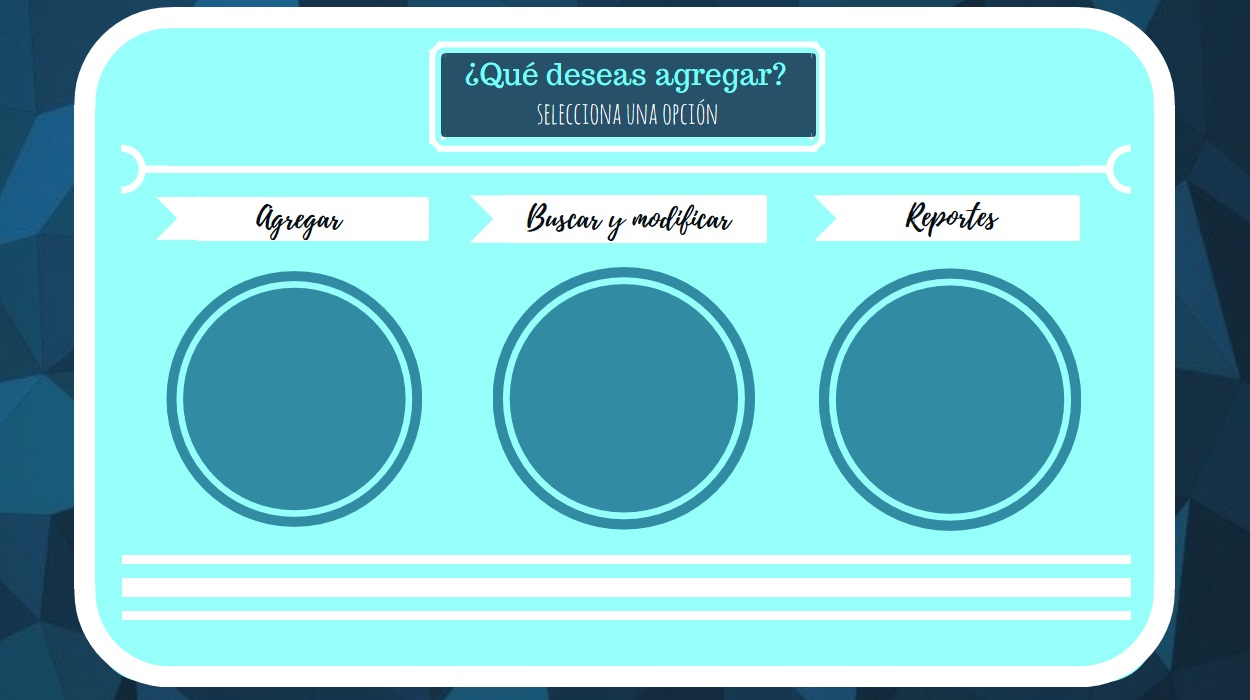 ¿Qué deseas agregar?
SELECCIONA UNA OPCIÓN
Agregar
Buscar y modificar
Reportes